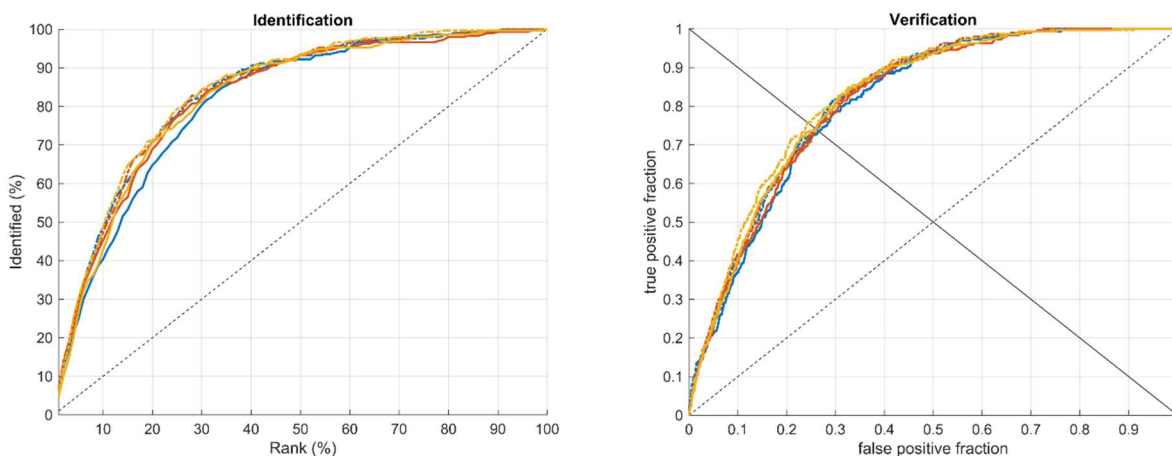 Identification
100
90
80
70
60
50
40
30
20
10
0
Identified (%)
10 20 30 40 50 60 70 80 90 100
Rank (%)
Verification
1
0.9
0.8
0.7
0.6
0.5
0.4
0.3
0.2
0.1
0
true positive fraction
0 0.1 0.2 0.3 0.4 0.5 0.6 0.7 0.8 0.9
false positive fraction